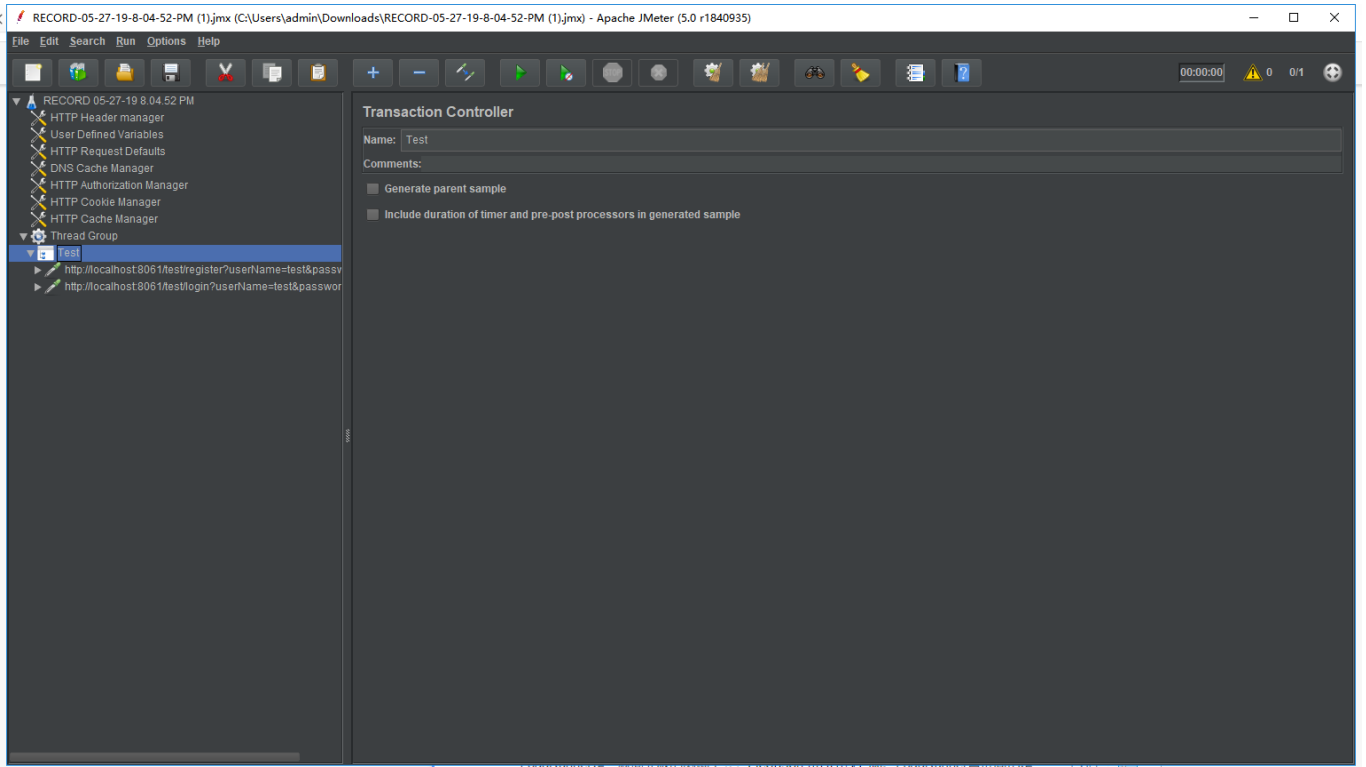 RECORD-05-27-19-8-04-52-PM (1).jmx (C:\Users\admin\Downloads\RECORD-05-27-19-8-04-52-PM (1).jmx) - Apache JMeter (5.0 r1840935)
File Edit Search Run Options Help
00:00:00 0 0/1
RECORD 05-27-19 8.04.52 PM
HTTP Header manager
User Defined Variables
HTTP Request Defaults
DNS Cache Manager
HTTP Authorization Manager
HTTP Cookie Manager
HTTP Cache Manager
Thread Group
Test
http://localhost:8061/test/register?userName=test&passw
http://localhost:8061/test/login?userName=test&passwor
Transaction Controller
Name: Test
Comments:
Generate parent sample
Include duration of timer and pre-post processors in generated sample